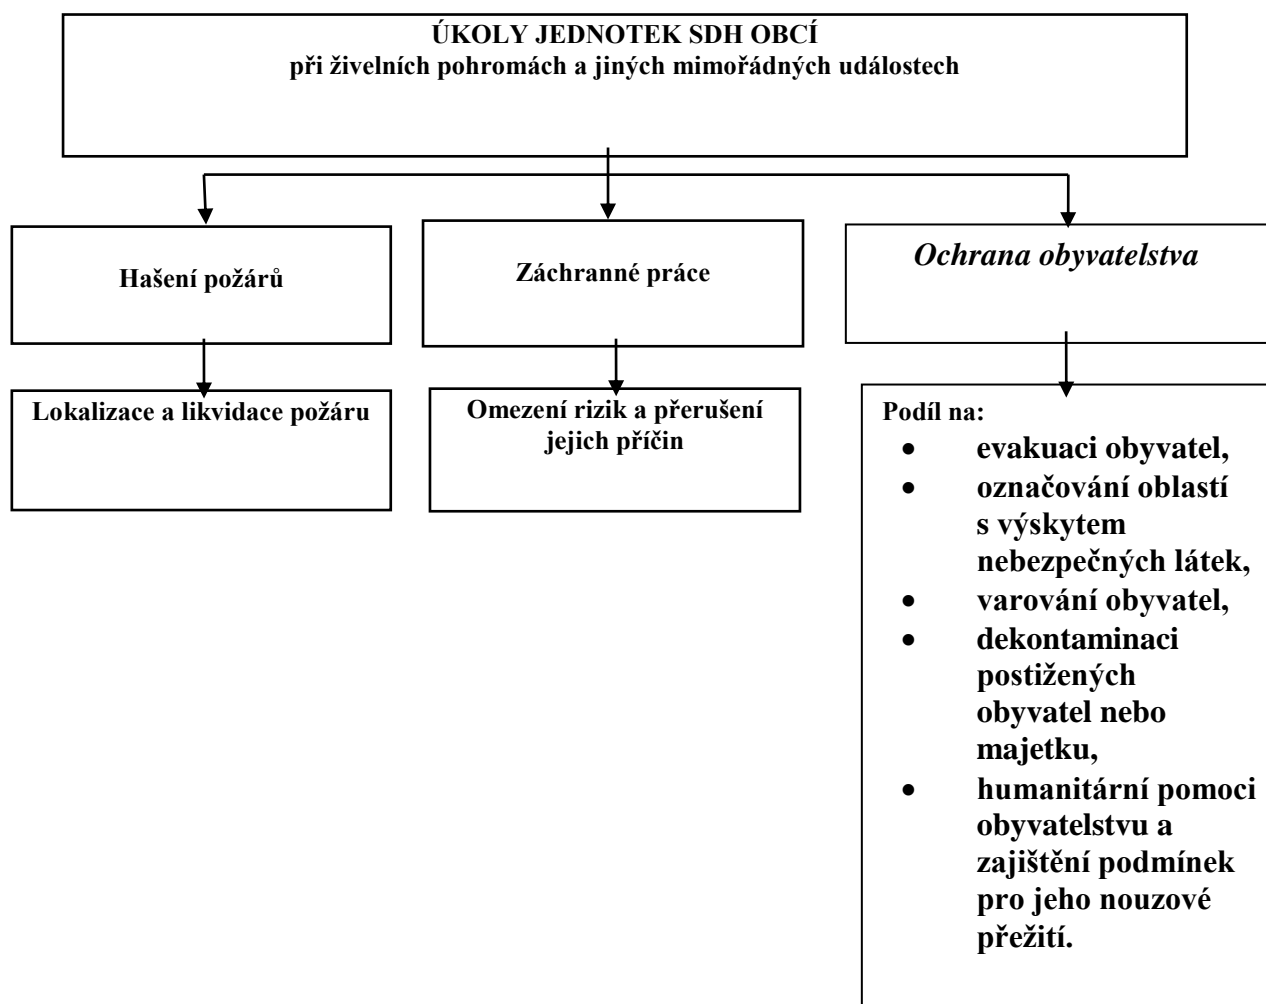 ÚKOLY JEDNOTEK SDH OBCÍ
při živelních pohromách a jiných mimořádných událostech
Hašení požárů
Záchranné práce
Ochrana obyvatelstva
Lokalizace a likvidace požáru
Omezení rizik a přerušení
jejich příčin
Podíl na:
• evakuaci obyvatel,
• označování oblastí
s výskytem
nebezpečných látek,
• varování obyvatel,
• dekontaminaci
postižených
obyvatel nebo
majetku,
• humanitární pomoci
obyvatelstvu a
zajištění podmínek
pro jeho nouzové
přežití.